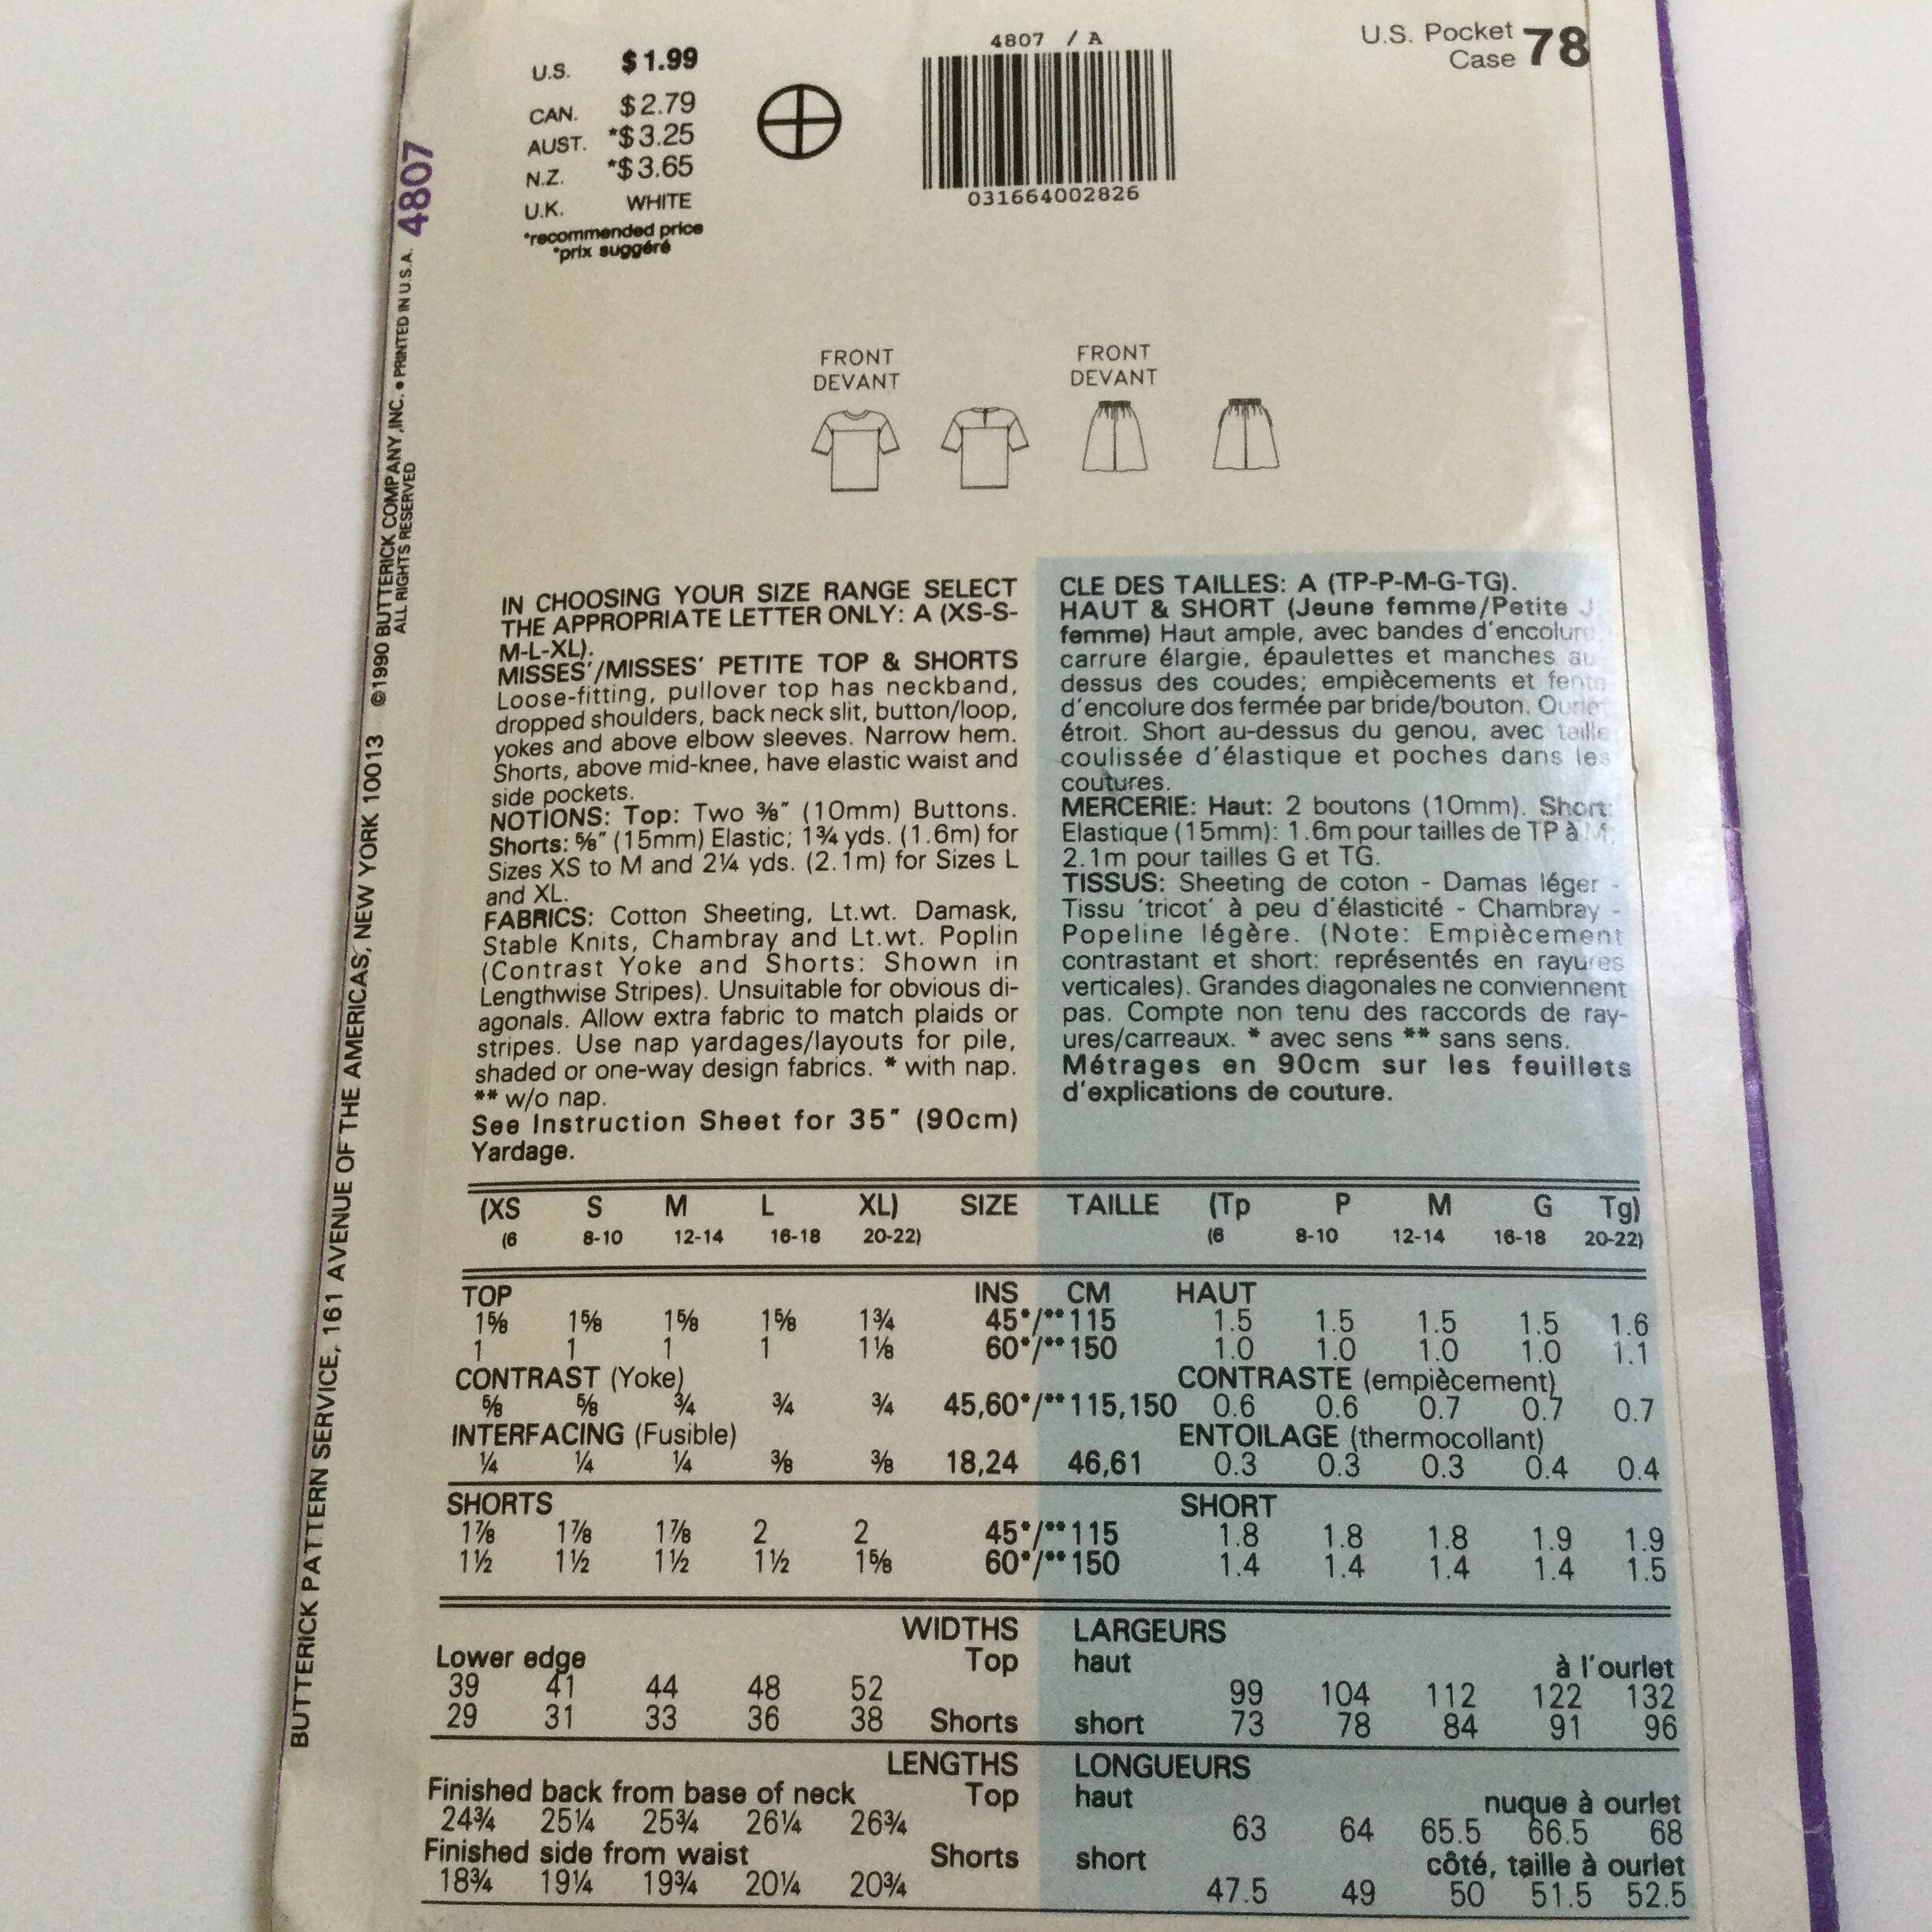 U.S. $1.99
CAN. $2.79
AUST. *$3.25
N.Z. *$3.65
U.K. WHITE
*recommended price
*prix suggéré
4807 / A
031664002826
U.S. Pocket
Case 78
BUTTERICK PATTERN SERVICE, 161 AVENUE OF THE AMERICAS, NEW YORK 10013 ©1990 BUTTERICK COMPANY, INC. • PRINTED IN U.S.A. 4807
ALL RIGHTS RESERVED
FRONT
DEVANT
FRONT
DEVANT
IN CHOOSING YOUR SIZE RANGE SELECT
THE APPROPRIATE LETTER ONLY: A (XS-S-
M-L-XL).
MISSES'/MISSES' PETITE TOP & SHORTS
Loose-fitting, pullover top has neckband,
dropped shoulders, back neck slit, button/loop,
yokes and above elbow sleeves. Narrow hem.
Shorts, above mid-knee, have elastic waist and
side pockets.
NOTIONS: Top: Two ⅜" (10mm) Buttons.
Shorts: ⅝" (15mm) Elastic; 1¾ yds. (1.6m) for
Sizes XS to M and 2¼ yds. (2.1m) for Sizes L
and XL.
FABRICS: Cotton Sheeting, Lt.wt. Damask,
Stable Knits, Chambray and Lt.wt. Poplin
(Contrast Yoke and Shorts: Shown in
Lengthwise Stripes). Unsuitable for obvious di-
agonals. Allow extra fabric to match plaids or
stripes. Use nap yardages/layouts for pile,
shaded or one-way design fabrics. * with nap.
** w/o nap.
See Instruction Sheet for 35" (90cm)
Yardage.
CLE DES TAILLES: A (TP-P-M-G-TG).
HAUT & SHORT (Jeune femme/Petite J.
femme) Haut ample, avec bandes d'encolure,
carrure élargie, épaulettes et manches au-
dessus des coudes; empiècements et fente
d'encolure dos fermée par bride/bouton. Ourlet
étroit. Short au-dessus du genou, avec taille
coulissée d'élastique et poches dans les
coutures.
MERCERIE: Haut: 2 boutons (10mm). Short:
Elastique (15mm): 1.6m pour tailles de TP à M;
2.1m pour tailles G et TG.
TISSUS: Sheeting de coton - Damas léger -
Tissu 'tricot' à peu d'élasticité - Chambray -
Popeline légère. (Note: Empiècement
contrastant et short: représentés en rayures
verticales). Grandes diagonales ne conviennent
pas. Compte non tenu des raccords de ray-
ures/carreaux. * avec sens ** sans sens.
Métrages en 90cm sur les feuillets
d'explications de couture.
(XS S M L XL) SIZE TAILLE (Tp P M G Tg)
(6 8-10 12-14 16-18 20-22) (6 8-10 12-14 16-18 20-22)
TOP INS CM HAUT
1⅝ 1⅝ 1⅝ 1⅝ 1¾ 45*/**115 1.5 1.5 1.5 1.5 1.6
1 1 1 1 1⅛ 60*/**150 1.0 1.0 1.0 1.0 1.1
CONTRAST (Yoke) CONTRASTE (empiècement)
⅝ ⅝ ¾ ¾ ¾ 45,60*/**115,150 0.6 0.6 0.7 0.7 0.7
INTERFACING (Fusible) ENTOILAGE (thermocollant)
¼ ¼ ¼ ⅜ ⅜ 18,24 46,61 0.3 0.3 0.3 0.4 0.4
SHORTS SHORT
1⅞ 1⅞ 1⅞ 2 2 45*/**115 1.8 1.8 1.8 1.9 1.9
1½ 1½ 1½ 1½ 1⅝ 60*/**150 1.4 1.4 1.4 1.4 1.5
WIDTHS LARGEURS
Lower edge Top haut à l'ourlet
39 41 44 48 52 99 104 112 122 132
29 31 33 36 38 Shorts short 73 78 84 91 96
LENGTHS LONGUEURS
Finished back from base of neck Top haut nuque à ourlet
24¾ 25¼ 25¾ 26¼ 26¾ 63 64 65.5 66.5 68
Finished side from waist Shorts short côté, taille à ourlet
18¾ 19¼ 19¾ 20¼ 20¾ 47.5 49 50 51.5 52.5